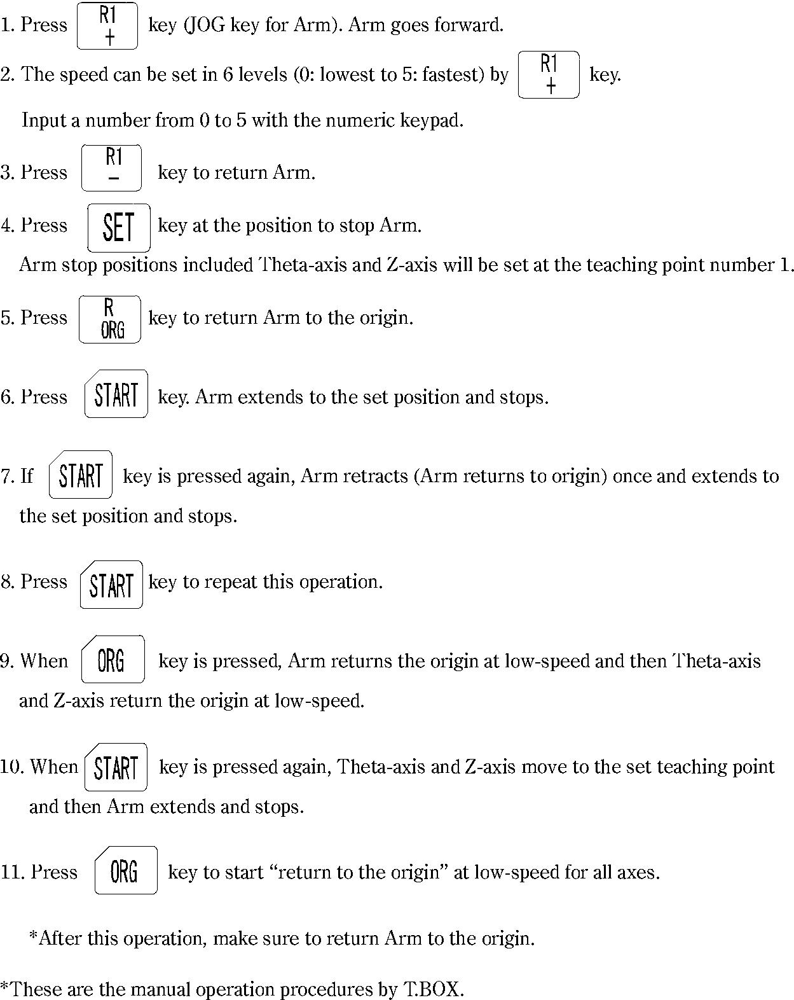 1. Press R1 + key (JOG key for Arm). Arm goes forward.
2. The speed can be set in 6 levels (0: lowest to 5: fastest) by R1 + key.
Input a number from 0 to 5 with the numeric keypad.
3. Press R1 − key to return Arm.
4. Press SET key at the position to stop Arm.
Arm stop positions included Theta-axis and Z-axis will be set at the teaching point number 1.
5. Press R ORG key to return Arm to the origin.
6. Press START key. Arm extends to the set position and stops.
7. If START key is pressed again, Arm retracts (Arm returns to origin) once and extends to
the set position and stops.
8. Press START key to repeat this operation.
9. When ORG key is pressed, Arm returns the origin at low-speed and then Theta-axis
and Z-axis return the origin at low-speed.
10. When START key is pressed again, Theta-axis and Z-axis move to the set teaching point
and then Arm extends and stops.
11. Press ORG key to start “return to the origin” at low-speed for all axes.
*After this operation, make sure to return Arm to the origin.
*These are the manual operation procedures by T.BOX.